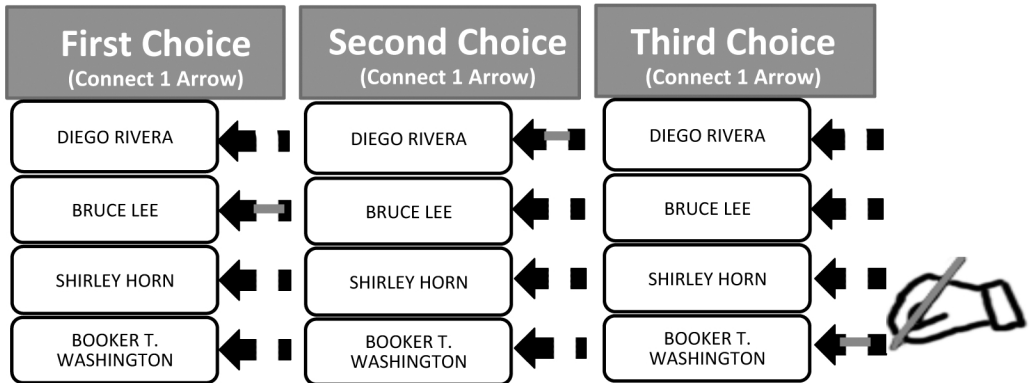 First Choice
(Connect 1 Arrow)
DIEGO RIVERA
BRUCE LEE
SHIRLEY HORN
BOOKER T.
WASHINGTON
Second Choice
(Connect 1 Arrow)
DIEGO RIVERA
BRUCE LEE
SHIRLEY HORN
BOOKER T.
WASHINGTON
Third Choice
(Connect 1 Arrow)
DIEGO RIVERA
BRUCE LEE
SHIRLEY HORN
BOOKER T.
WASHINGTON